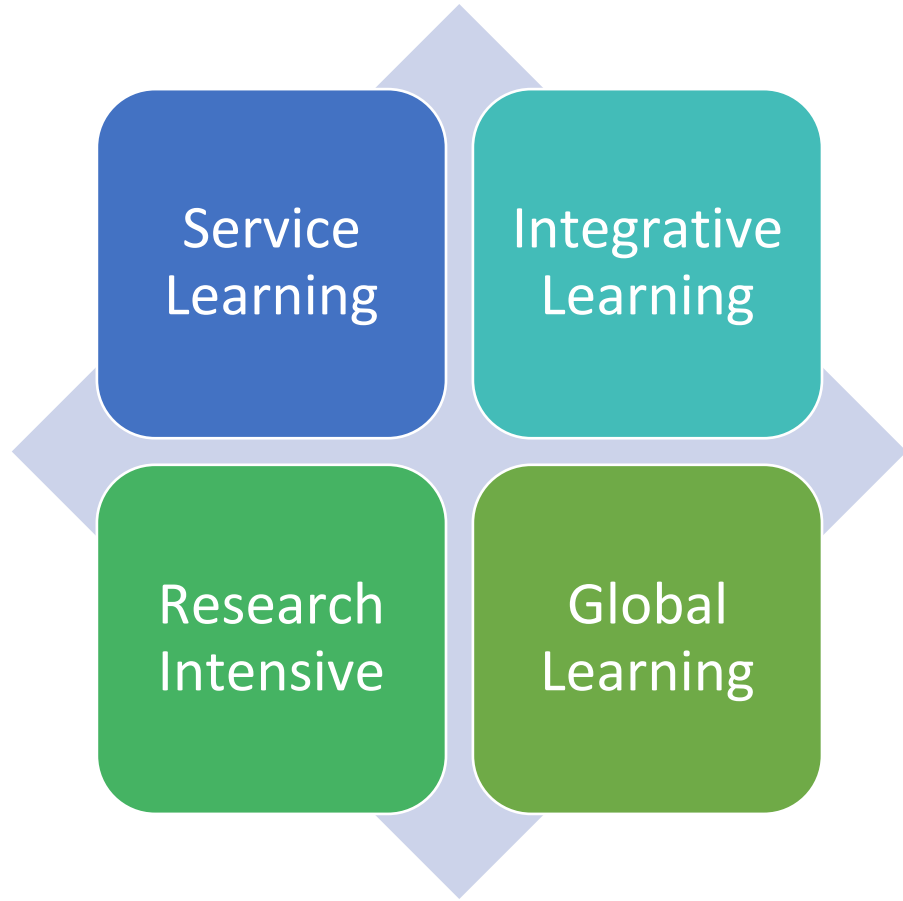 Service
Learning
Integrative
Learning
Research
Intensive
Global
Learning